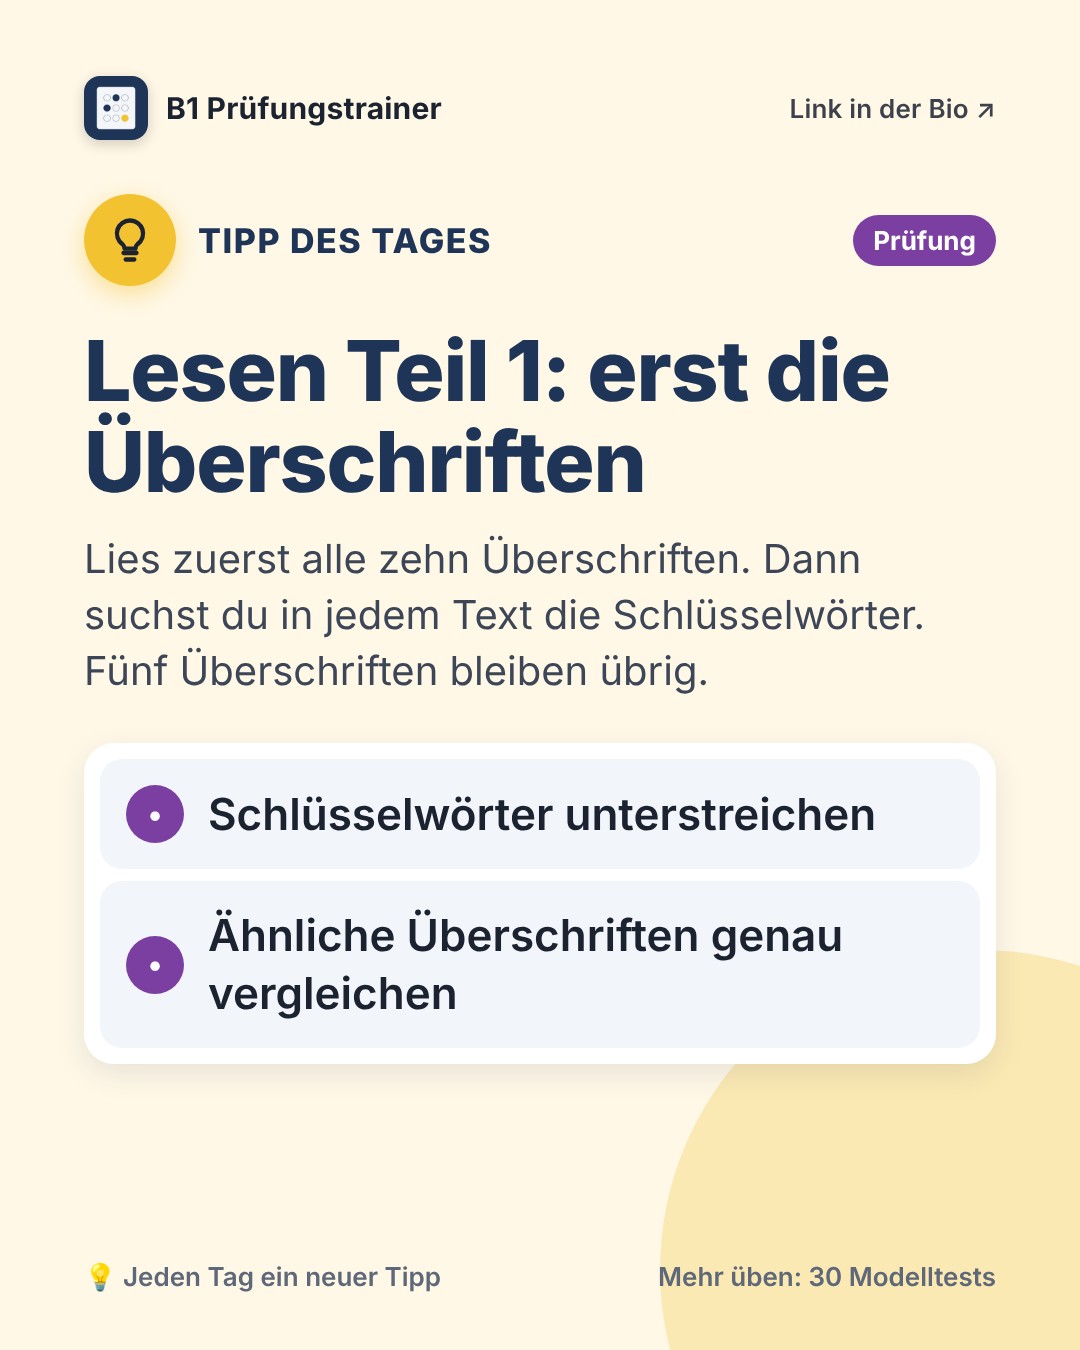 B1 Prüfungstrainer
Link in der Bio ↗
TIPP DES TAGES
Prüfung
Lesen Teil 1: erst die
Überschriften
Lies zuerst alle zehn Überschriften. Dann
suchst du in jedem Text die Schlüsselwörter.
Fünf Überschriften bleiben übrig.
Schlüsselwörter unterstreichen
Ähnliche Überschriften genau
vergleichen
💡 Jeden Tag ein neuer Tipp
Mehr üben: 30 Modelltests